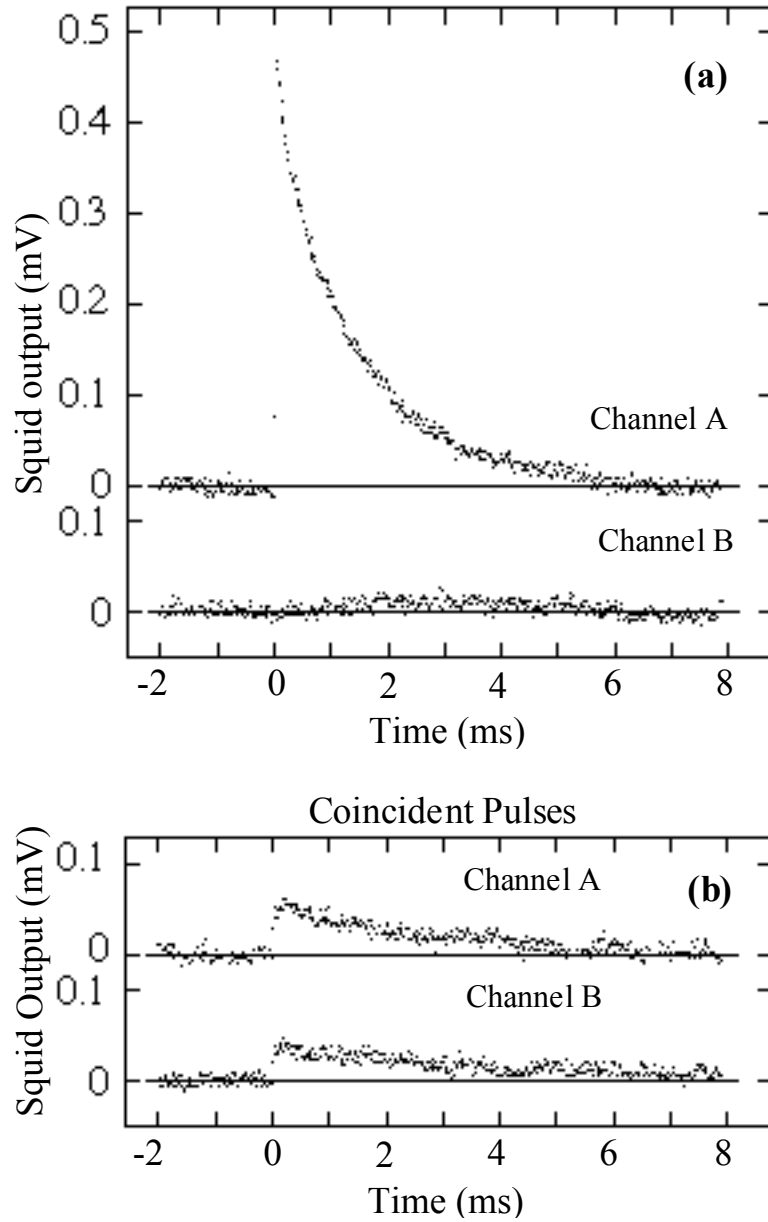 0.5
(a)
0.4
0.3
Squid output (mV)
0.2
0.1
Channel A
0
0.1
Channel B
0
-2 0 2 4 6 8
Time (ms)
Coincident Pulses
0.1
Channel A
(b)
Squid Output (mV)
0
0.1
Channel B
0
-2 0 2 4 6 8
Time (ms)